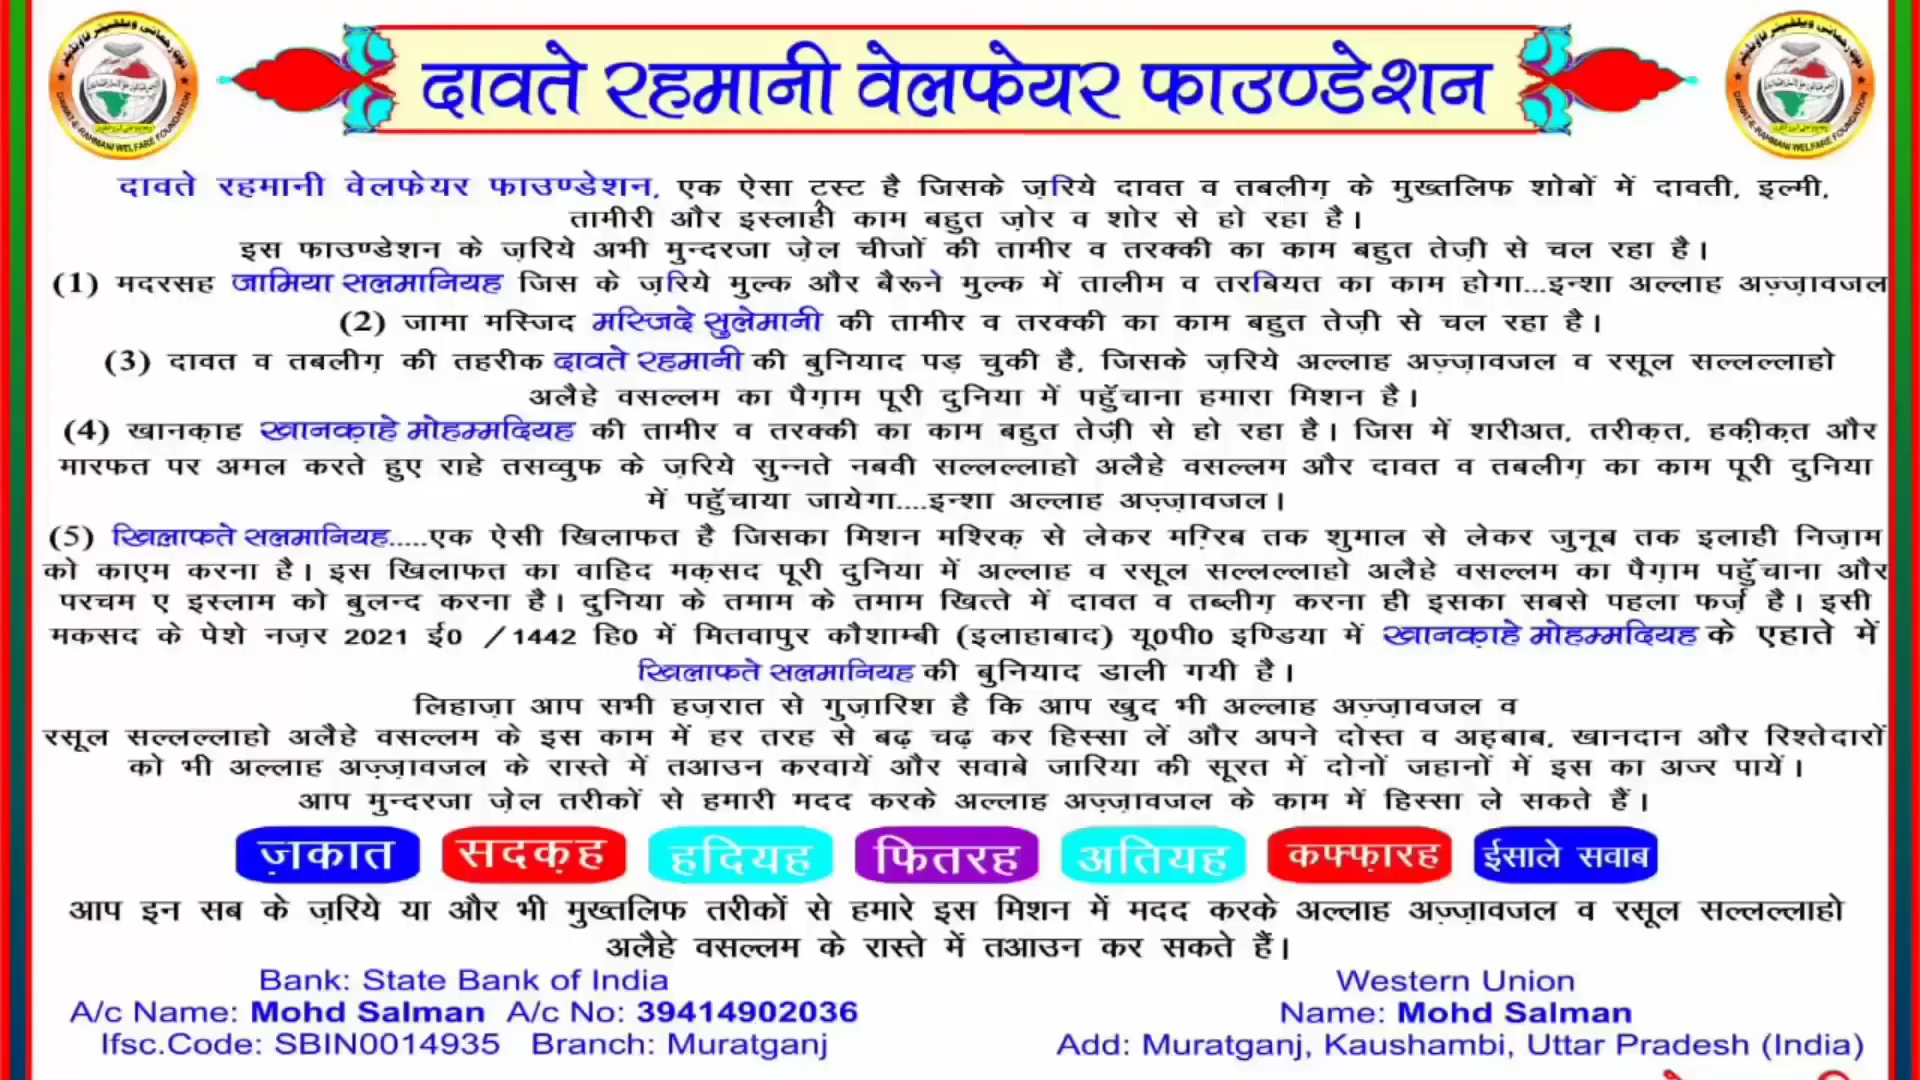 दावते रहमानी वेलफेयर फाउण्डेशन
DAWAT-E-RAHMANI WELFARE FOUNDATION
DAWAT-E-RAHMANI WELFARE FOUNDATION
दावते रहमानी वेलफेयर फाउण्डेशन, एक ऐसा ट्रस्ट है जिसके ज़रिये दावत व तबलीग़ के मुख्तलिफ शोबों में दावती, इल्मी,
तामीरी और इस्लाही काम बहुत ज़ोर व शोर से हो रहा है।
इस फाउण्डेशन के ज़रिये अभी मुन्दरजा ज़ेल चीजों की तामीर व तरक्की का काम बहुत तेज़ी से चल रहा है।
(1) मदरसह जामिया सलमानियह जिस के ज़रिये मुल्क और बैरूने मुल्क में तालीम व तरबियत का काम होगा...इन्शा अल्लाह अज़्ज़ावजल
(2) जामा मस्जिद मस्जिदे सुलेमानी की तामीर व तरक्की का काम बहुत तेज़ी से चल रहा है।
(3) दावत व तबलीग़ की तहरीक दावते रहमानी की बुनियाद पड़ चुकी है, जिसके ज़रिये अल्लाह अज़्ज़ावजल व रसूल सल्लल्लाहो
अलैहे वसल्लम का पैग़ाम पूरी दुनिया में पहुँचाना हमारा मिशन है।
(4) खानक़ाह खानक़ाहे मोहम्मदियह की तामीर व तरक्की का काम बहुत तेज़ी से हो रहा है। जिस में शरीअत, तरीक़त, हक़ीक़त और
मारफत पर अमल करते हुए राहे तसव्वुफ के ज़रिये सुन्नते नबवी सल्लल्लाहो अलैहे वसल्लम और दावत व तबलीग़ का काम पूरी दुनिया
में पहुँचाया जायेगा....इन्शा अल्लाह अज़्ज़ावजल।
(5) खिलाफते सलमानियह.....एक ऐसी खिलाफत है जिसका मिशन मश्रिक़ से लेकर मग़्रिब तक शुमाल से लेकर जुनूब तक इलाही निज़ाम
को काएम करना है। इस खिलाफत का वाहिद मक़सद पूरी दुनिया में अल्लाह व रसूल सल्लल्लाहो अलैहे वसल्लम का पैग़ाम पहुँचाना और
परचम ए इस्लाम को बुलन्द करना है। दुनिया के तमाम के तमाम खित्ते में दावत व तब्लीग़ करना ही इसका सबसे पहला फर्ज़ है। इसी
मकसद के पेशे नज़र 2021 ई0 /1442 हि0 में मितवापुर कौशाम्बी (इलाहाबाद) यू0पी0 इण्डिया में खानक़ाहे मोहम्मदियह के एहाते में
खिलाफते सलमानियह की बुनियाद डाली गयी है।
लिहाज़ा आप सभी हज़रात से गुज़ारिश है कि आप खुद भी अल्लाह अज़्ज़ावजल व
रसूल सल्लल्लाहो अलैहे वसल्लम के इस काम में हर तरह से बढ़ चढ़ कर हिस्सा लें और अपने दोस्त व अह़बाब, खानदान और रिश्तेदारों
को भी अल्लाह अज़्ज़ावजल के रास्ते में तआउन करवायें और सवाबे जारिया की सूरत में दोनों जहानों में इस का अज्र पायें।
आप मुन्दरजा ज़ेल तरीकों से हमारी मदद करके अल्लाह अज़्ज़ावजल के काम में हिस्सा ले सकते हैं।
ज़कात सदक़ह हदियह फितरह अतियह कफ्फ़ारह ईसाले सवाब
आप इन सब के ज़रिये या और भी मुख्तलिफ तरीकों से हमारे इस मिशन में मदद करके अल्लाह अज़्ज़ावजल व रसूल सल्लल्लाहो
अलैहे वसल्लम के रास्ते में तआउन कर सकते हैं।
Bank: State Bank of India
A/c Name: Mohd Salman A/c No: 39414902036
Ifsc.Code: SBIN0014935 Branch: Muratganj
Western Union
Name: Mohd Salman
Add: Muratganj, Kaushambi, Uttar Pradesh (India)